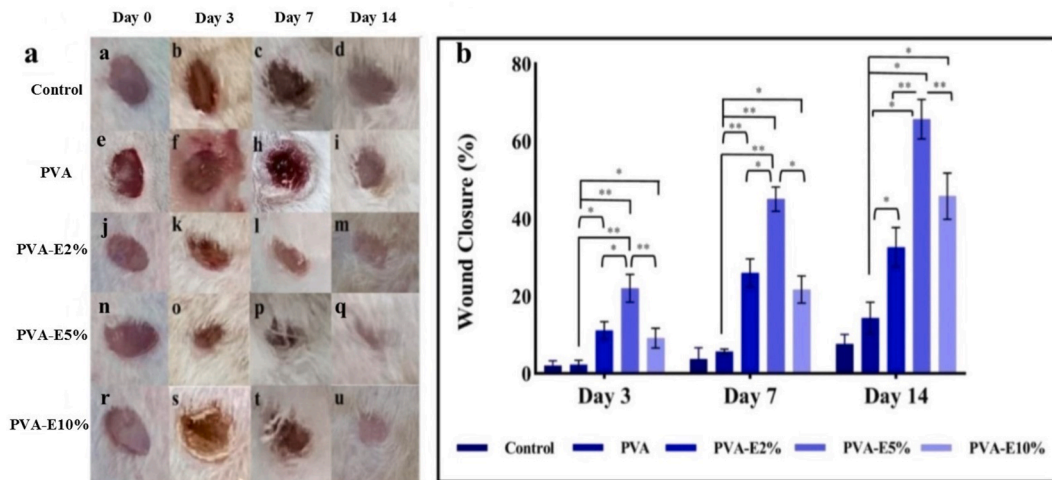 Day 0 Day 3 Day 7 Day 14
a
Control
a b c d
PVA
e f h i
PVA-E2%
j k l m
PVA-E5%
n o p q
PVA-E10%
r s t u
b
Wound Closure (%)
80
60
40
20
0
*
*
*
**
**
*
*
**
*
**
**
**
*
*
*
**
*
**
**
*
*
Day 3 Day 7 Day 14
Control PVA PVA-E2% PVA-E5% PVA-E10%